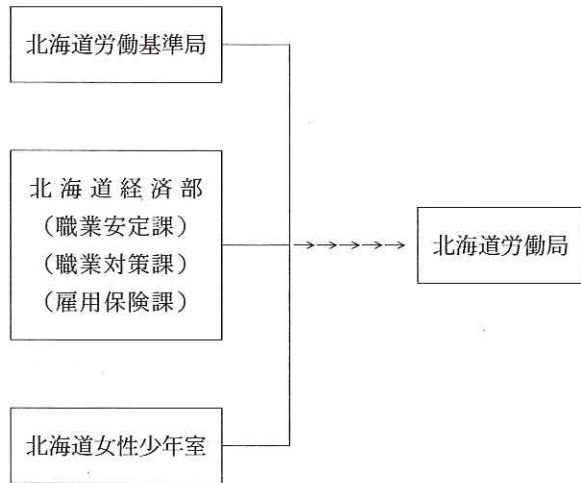 北海道労働基準局
北海道経済部
（職業安定課）
（職業対策課）
（雇用保険課）
北海道労働局
北海道女性少年室